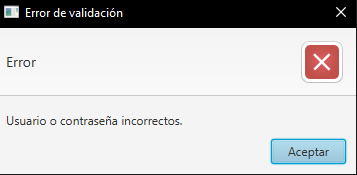 Error de validación
Error
Usuario o contraseña incorrectos.
Aceptar